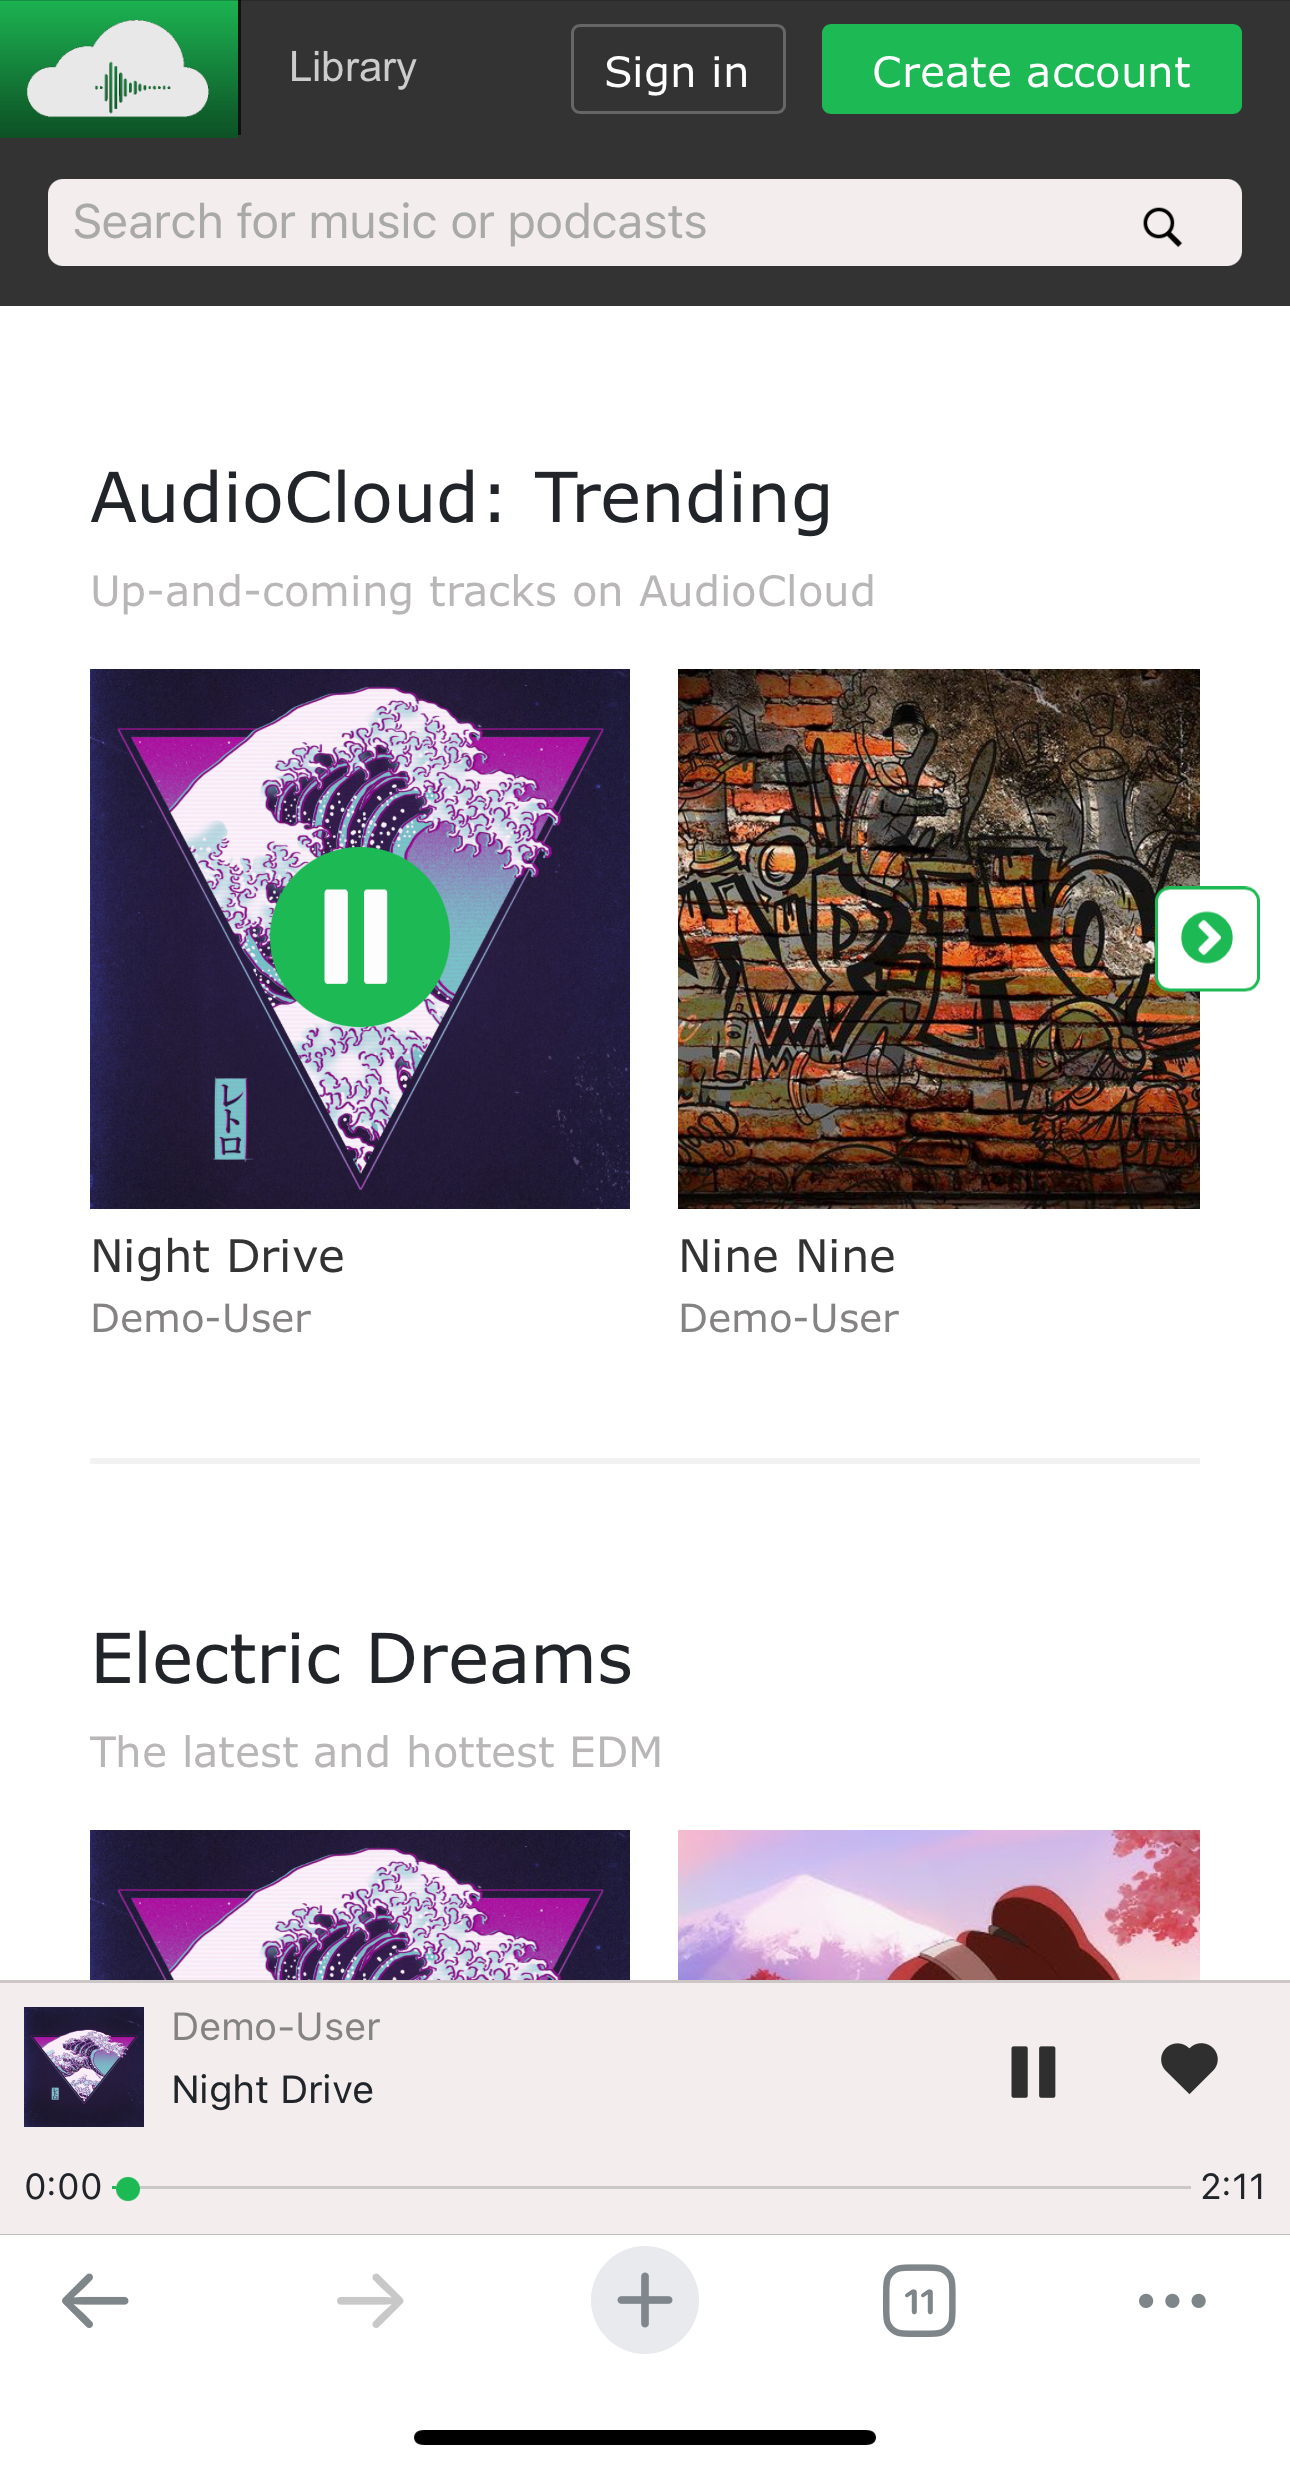 Library
Sign in
Create account
Search for music or podcasts
AudioCloud: Trending
Up-and-coming tracks on AudioCloud
レトロ
Night Drive
Demo-User
Nine Nine
Demo-User
Electric Dreams
The latest and hottest EDM
Demo-User
Night Drive
0:00
2:11
11